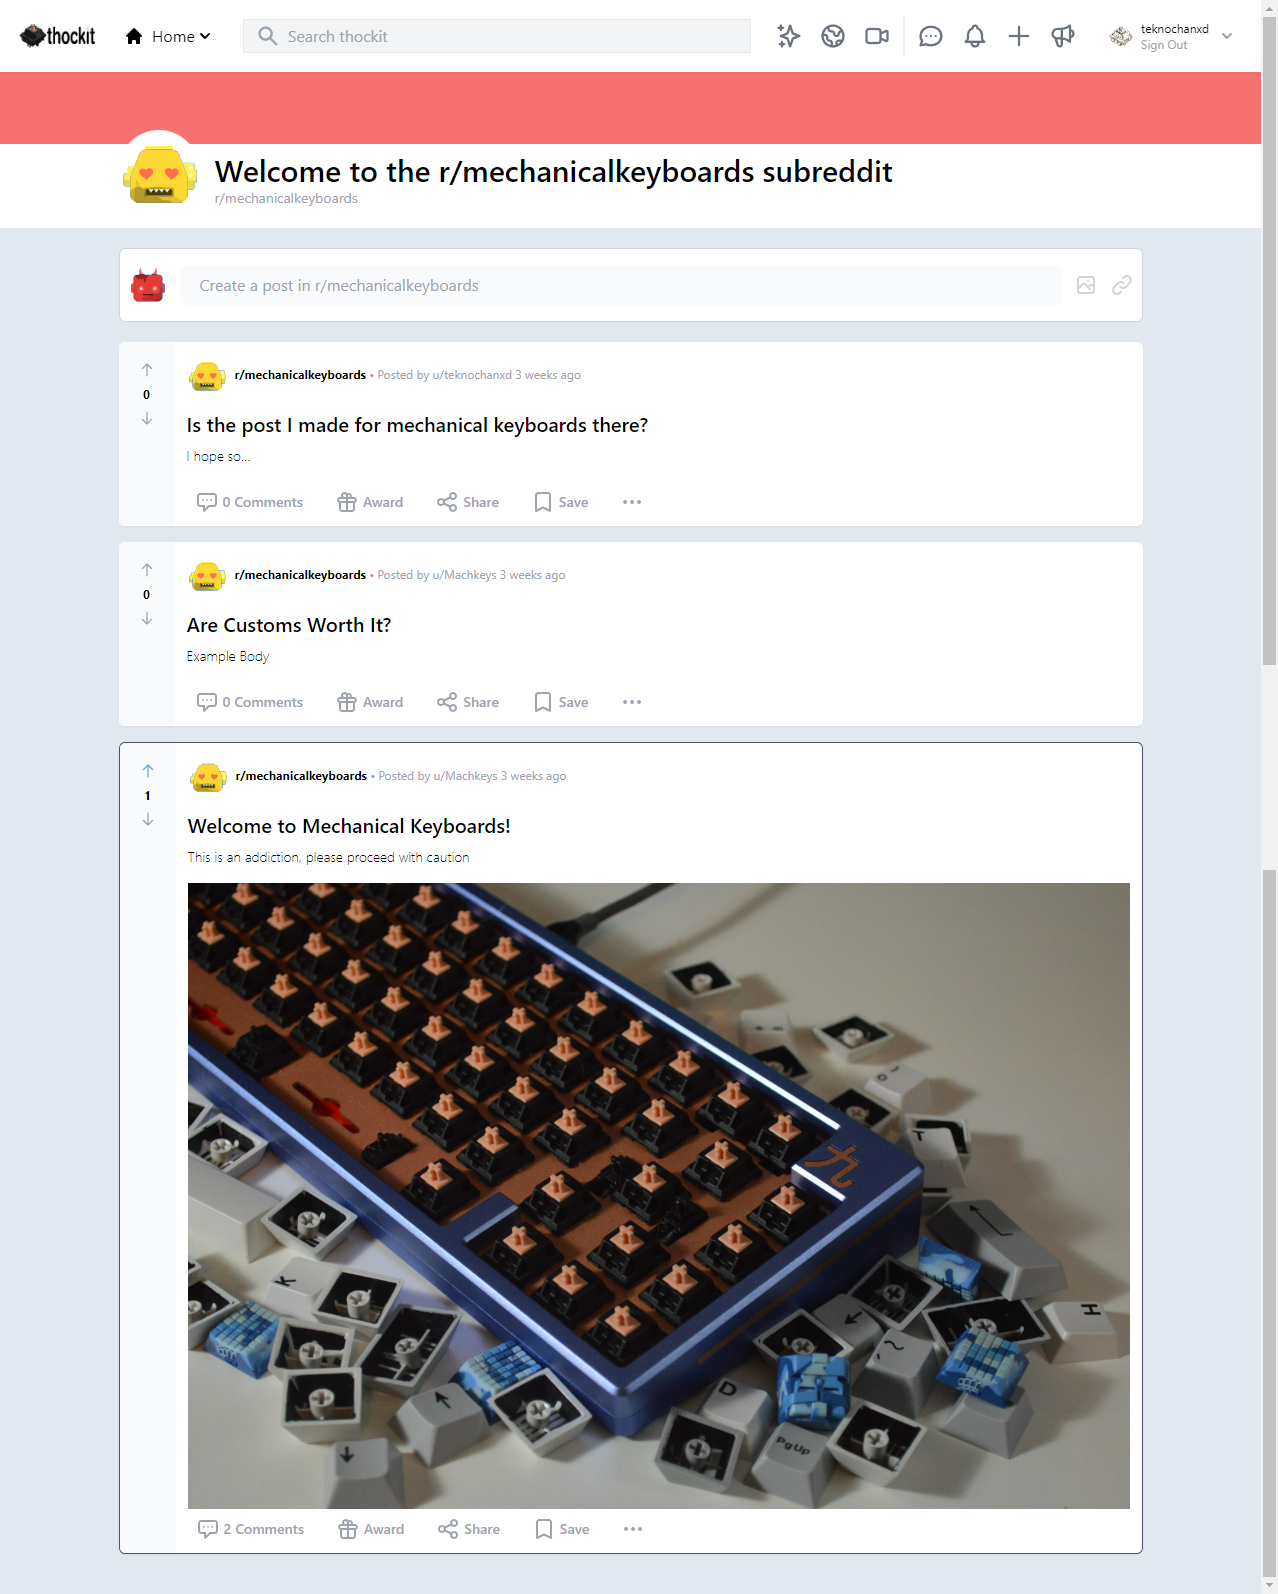 thockit
Home
Search thockit
teknochanxd
Sign Out
Welcome to the r/mechanicalkeyboards subreddit
r/mechanicalkeyboards
Create a post in r/mechanicalkeyboards
0
r/mechanicalkeyboards • Posted by u/teknochanxd 3 weeks ago
Is the post I made for mechanical keyboards there?
I hope so...
0 Comments Award Share Save
0
r/mechanicalkeyboards • Posted by u/Machkeys 3 weeks ago
Are Customs Worth It?
Example Body
0 Comments Award Share Save
1
r/mechanicalkeyboards • Posted by u/Machkeys 3 weeks ago
Welcome to Mechanical Keyboards!
This is an addiction, please proceed with caution
九
K
H
D
PgUp
2 Comments Award Share Save